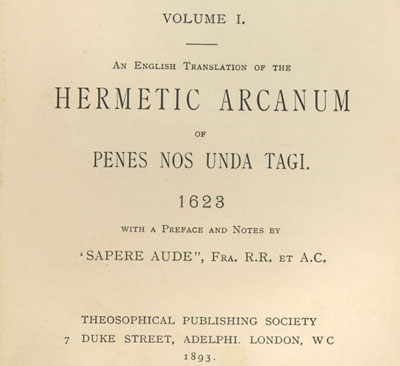 VOLUME I.
AN ENGLISH TRANSLATION OF THE
HERMETIC ARCANUM
OF
PENES NOS UNDA TAGI.
1623
WITH A PREFACE AND NOTES BY
‘SAPERE AUDE”, FRA. R.R. ET A.C.
THEOSOPHICAL PUBLISHING SOCIETY
7 DUKE STREET, ADELPHI. LONDON, W C
1893.